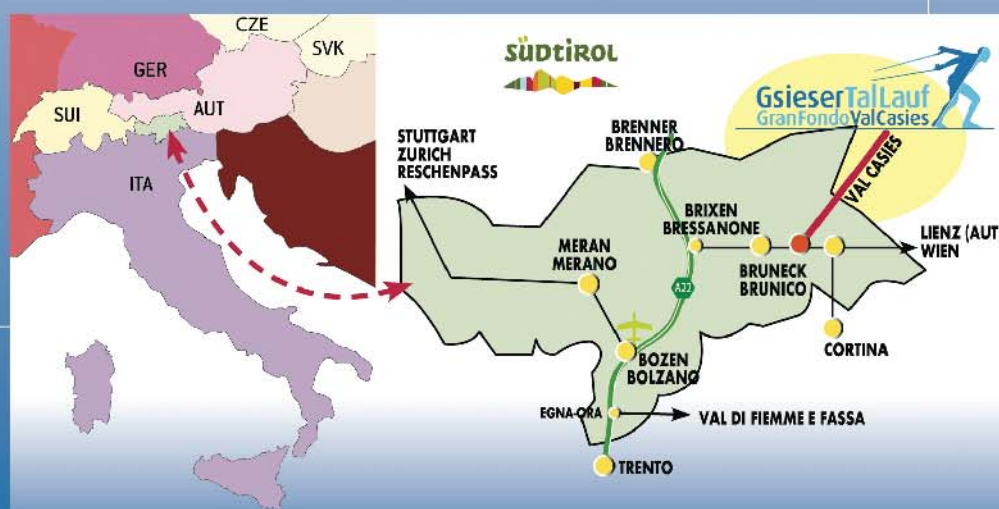 CZE
SVK
GER
AUT
SUI
ITA
SÜDTIROL
GsieserTalLauf
GranFondoValCasies
STUTTGART
ZURICH
RESCHENPASS
BRENNER
BRENNERO
VAL CASIES
BRIXEN
BRESSANONE
LIENZ (AUT
WIEN
MERAN
MERANO
BRUNECK
BRUNICO
A22
CORTINA
BOZEN
BOLZANO
EGNA-ORA
VAL DI FIEMME E FASSA
TRENTO